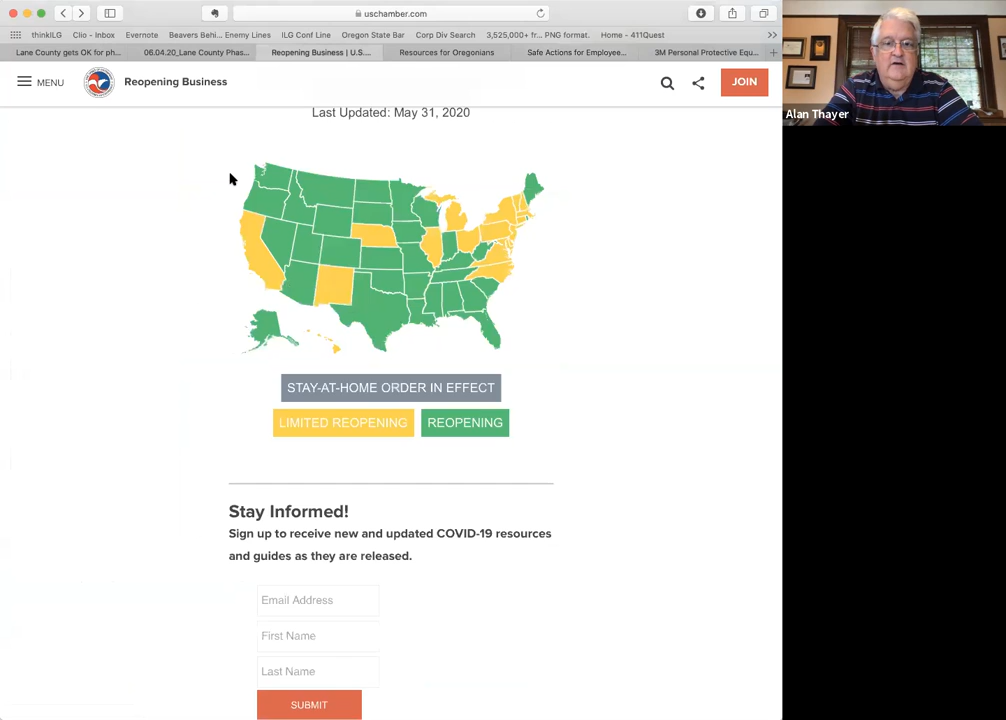 uschamber.com
thinkILG Clio - Inbox Evernote Beavers Behi... Enemy Lines ILG Conf Line Oregon State Bar Corp Div Search 3,525,000+ fr... PNG format. Home - 411Quest
Lane County gets OK for ph... 06.04.20_Lane County Phas... Reopening Business | U.S.... Resources for Oregonians Safe Actions for Employee... 3M Personal Protective Equ...
MENU Reopening Business JOIN
Alan Thayer
Last Updated: May 31, 2020
STAY-AT-HOME ORDER IN EFFECT
LIMITED REOPENING REOPENING
Stay Informed!
Sign up to receive new and updated COVID-19 resources
and guides as they are released.
Email Address
First Name
Last Name
SUBMIT